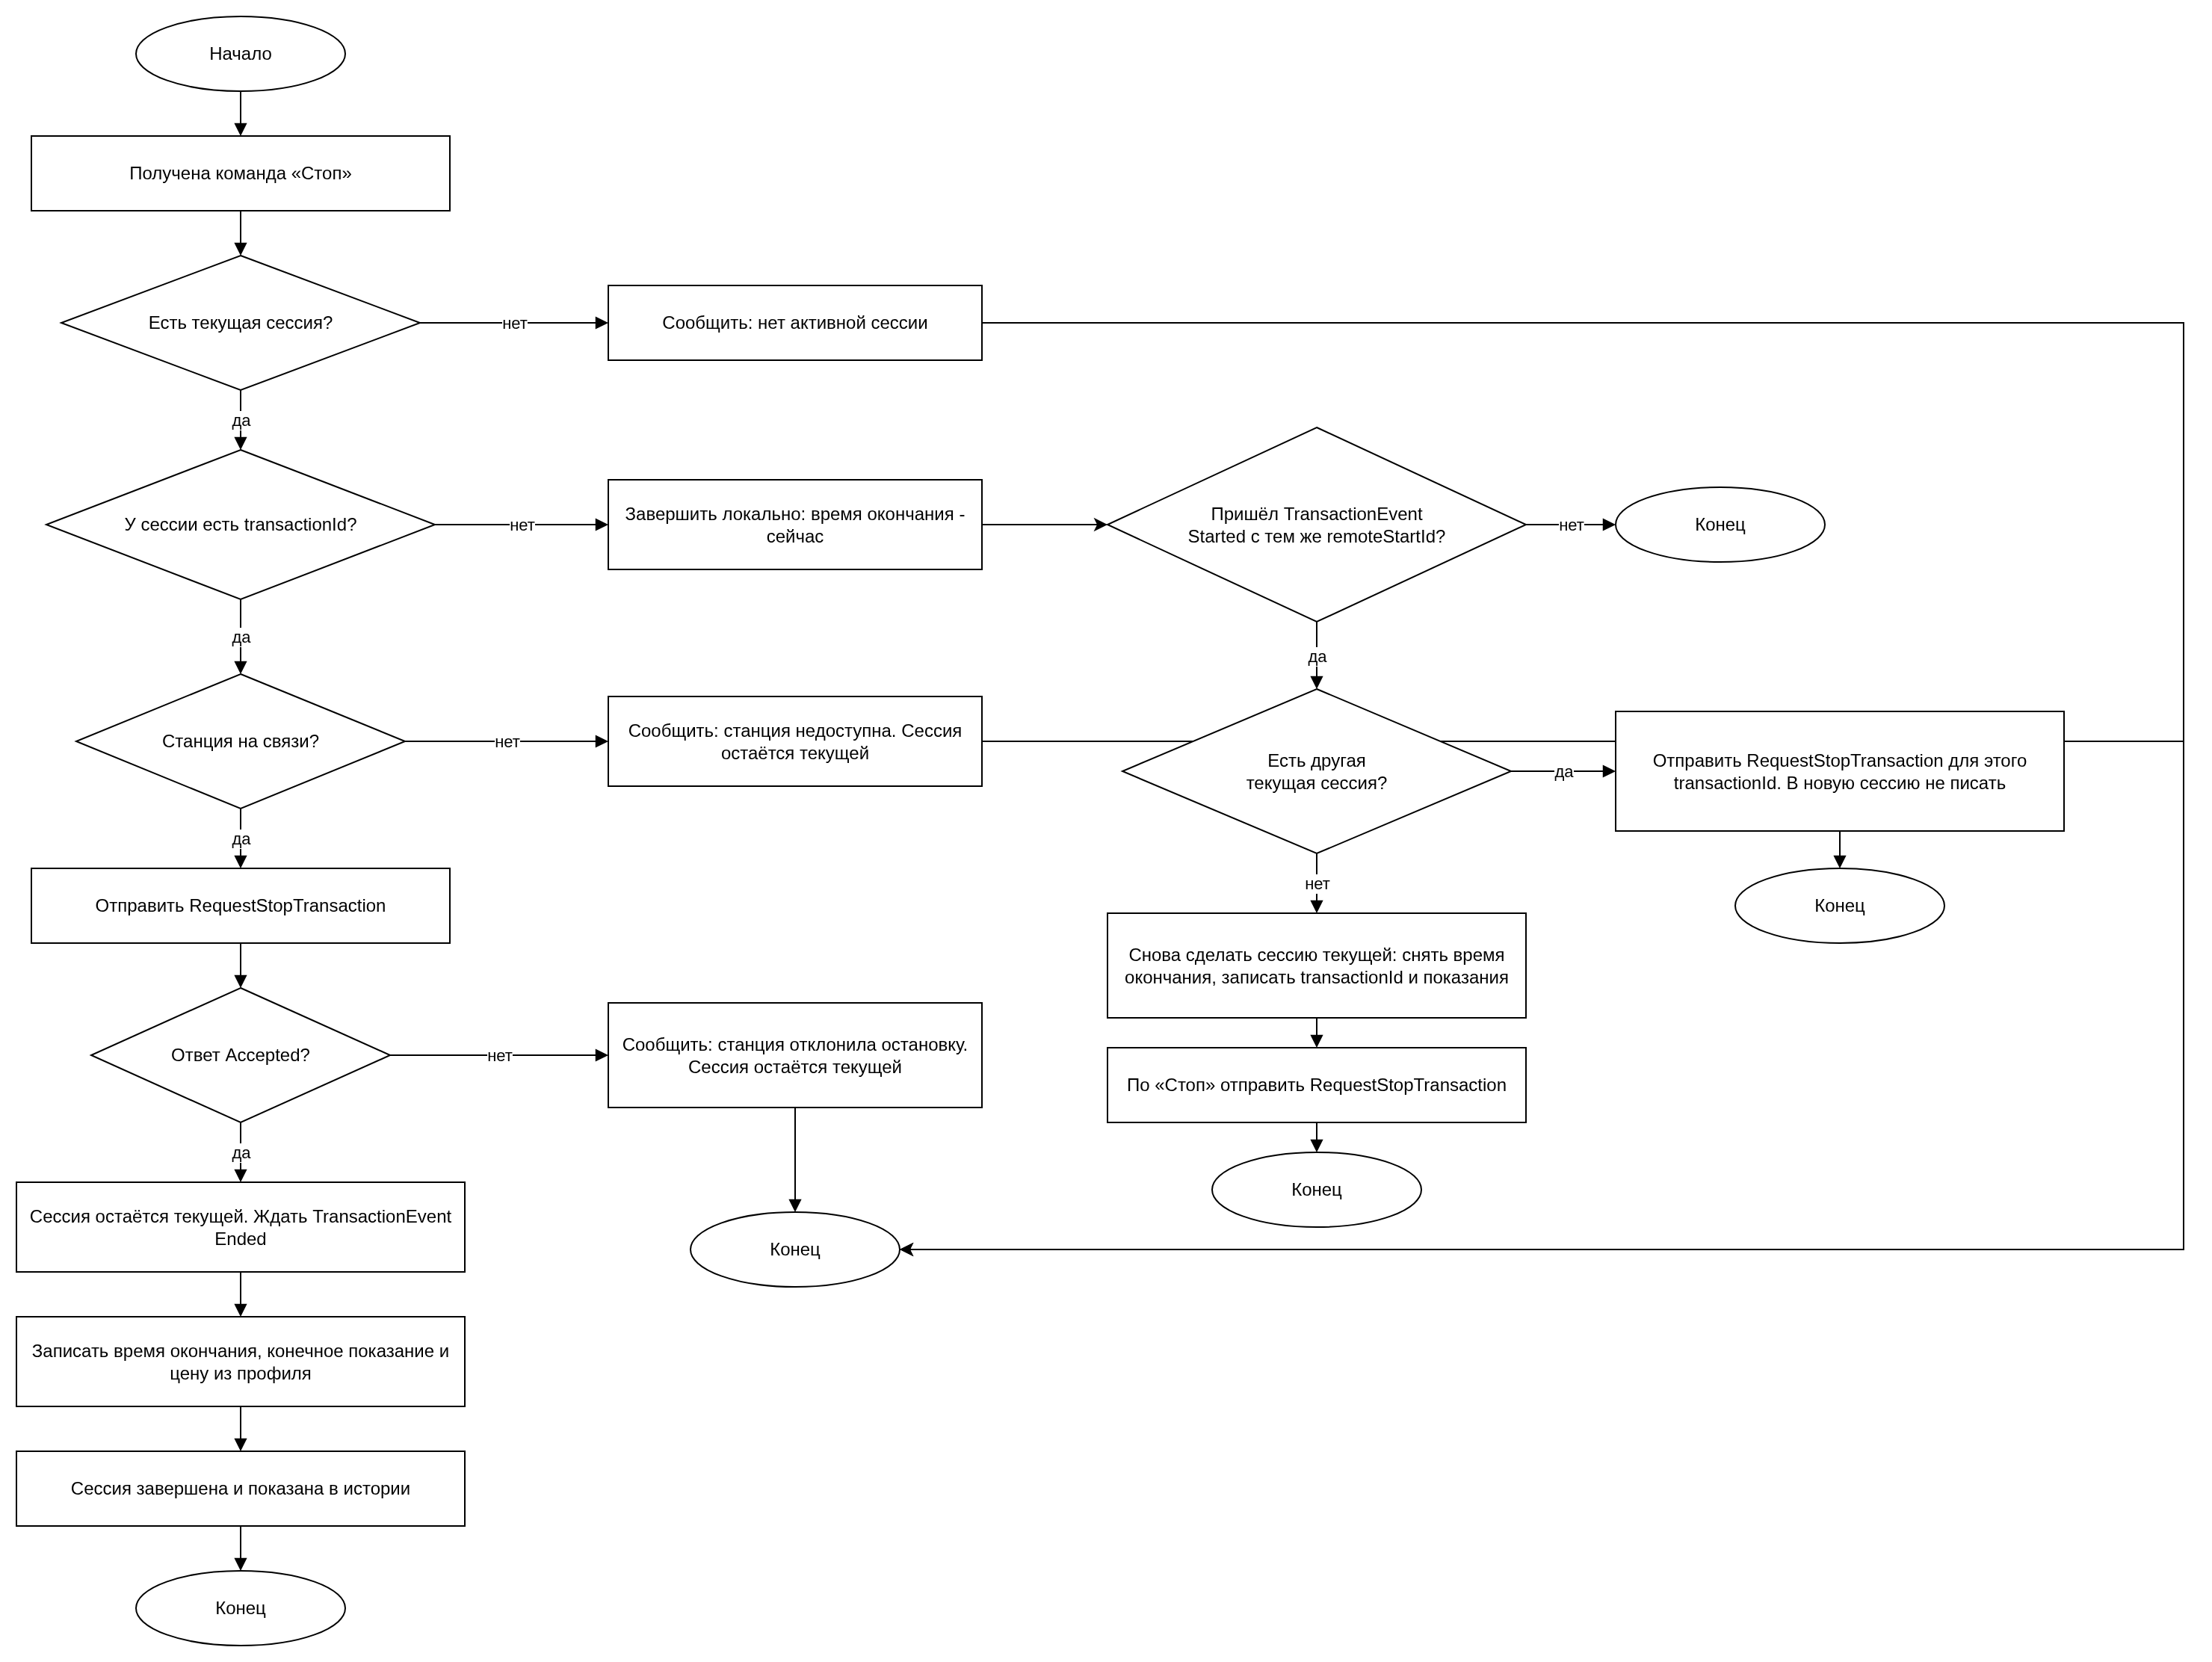 Начало
Получена команда «Стоп»
Есть текущая сессия?
нет
Сообщить: нет активной сессии
да
У сессии есть transactionId?
нет
Завершить локально: время окончания -
сейчас
Пришёл TransactionEvent
Started с тем же remoteStartId?
нет
Конец
да
да
Станция на связи?
нет
Сообщить: станция недоступна. Сессия
остаётся текущей
Есть другая
текущая сессия?
да
Отправить RequestStopTransaction для этого
transactionId. В новую сессию не писать
Конец
да
нет
Отправить RequestStopTransaction
Снова сделать сессию текущей: снять время
окончания, записать transactionId и показания
Ответ Accepted?
нет
Сообщить: станция отклонила остановку.
Сессия остаётся текущей
По «Стоп» отправить RequestStopTransaction
Конец
да
Сессия остаётся текущей. Ждать TransactionEvent
Ended
Конец
Записать время окончания, конечное показание и
цену из профиля
Сессия завершена и показана в истории
Конец